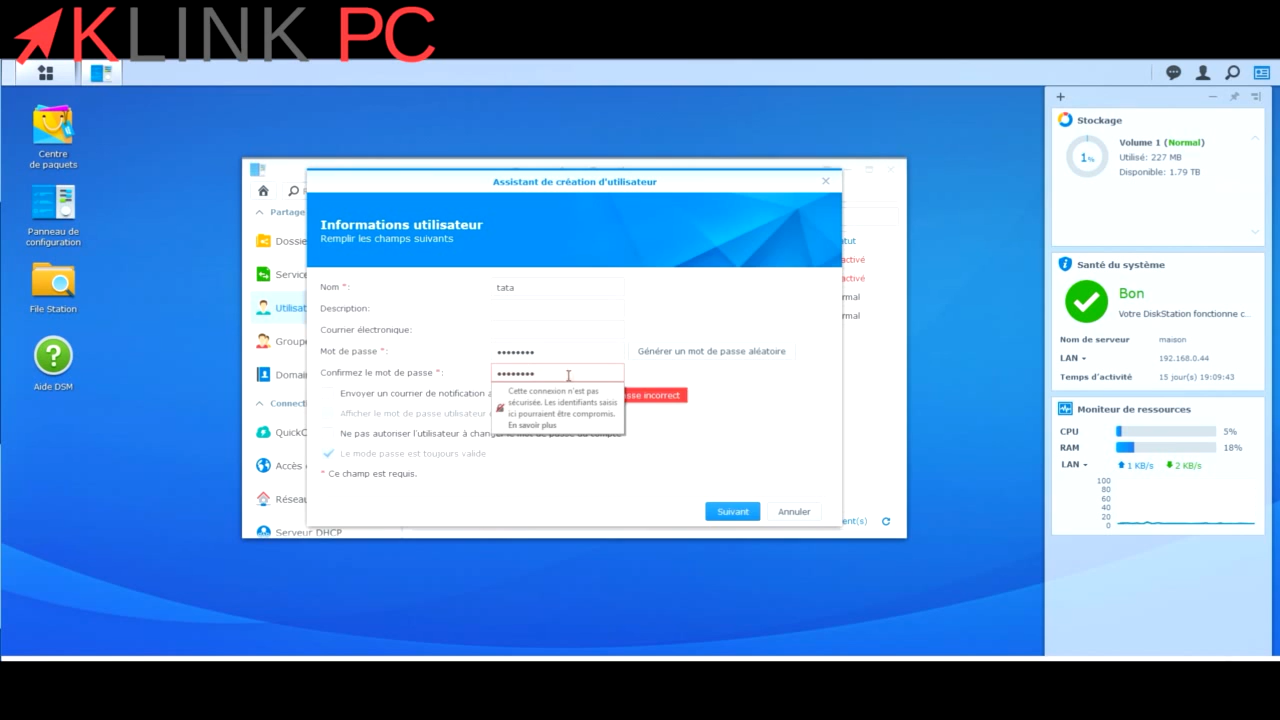 KLINK PC
Centre
de paquets
Panneau de
configuration
File Station
Aide DSM
Partage
Dossie
Service
Utilisat
Groupe
Domai
Connecti
QuickC
Accès
Réseau
Serveur DHCP
Assistant de création d'utilisateur
Informations utilisateur
Remplir les champs suivants
Nom *: tata
Description:
Courrier électronique:
Mot de passe *: •••••••• Générer un mot de passe aléatoire
Confirmez le mot de passe *: ••••••••
Envoyer un courrier de notification a
sse incorrect
Cette connexion n'est pas
sécurisée. Les identifiants saisis
ici pourraient être compromis.
En savoir plus
Afficher le mot de passe utilisateur
Ne pas autoriser l'utilisateur à changer le mot de passe du compte
Le mode passe est toujours valide
* Ce champ est requis.
Suivant Annuler
tut
activé
activé
rmal
rmal
ent(s)
Stockage
1%
Volume 1 (Normal)
Utilisé: 227 MB
Disponible: 1.79 TB
Santé du système
Bon
Votre DiskStation fonctionne c...
Nom de serveur maison
LAN 192.168.0.44
Temps d'activité 15 jour(s) 19:09:43
Moniteur de ressources
CPU 5%
RAM 18%
LAN 1 KB/s 2 KB/s
100
80
60
40
20
0